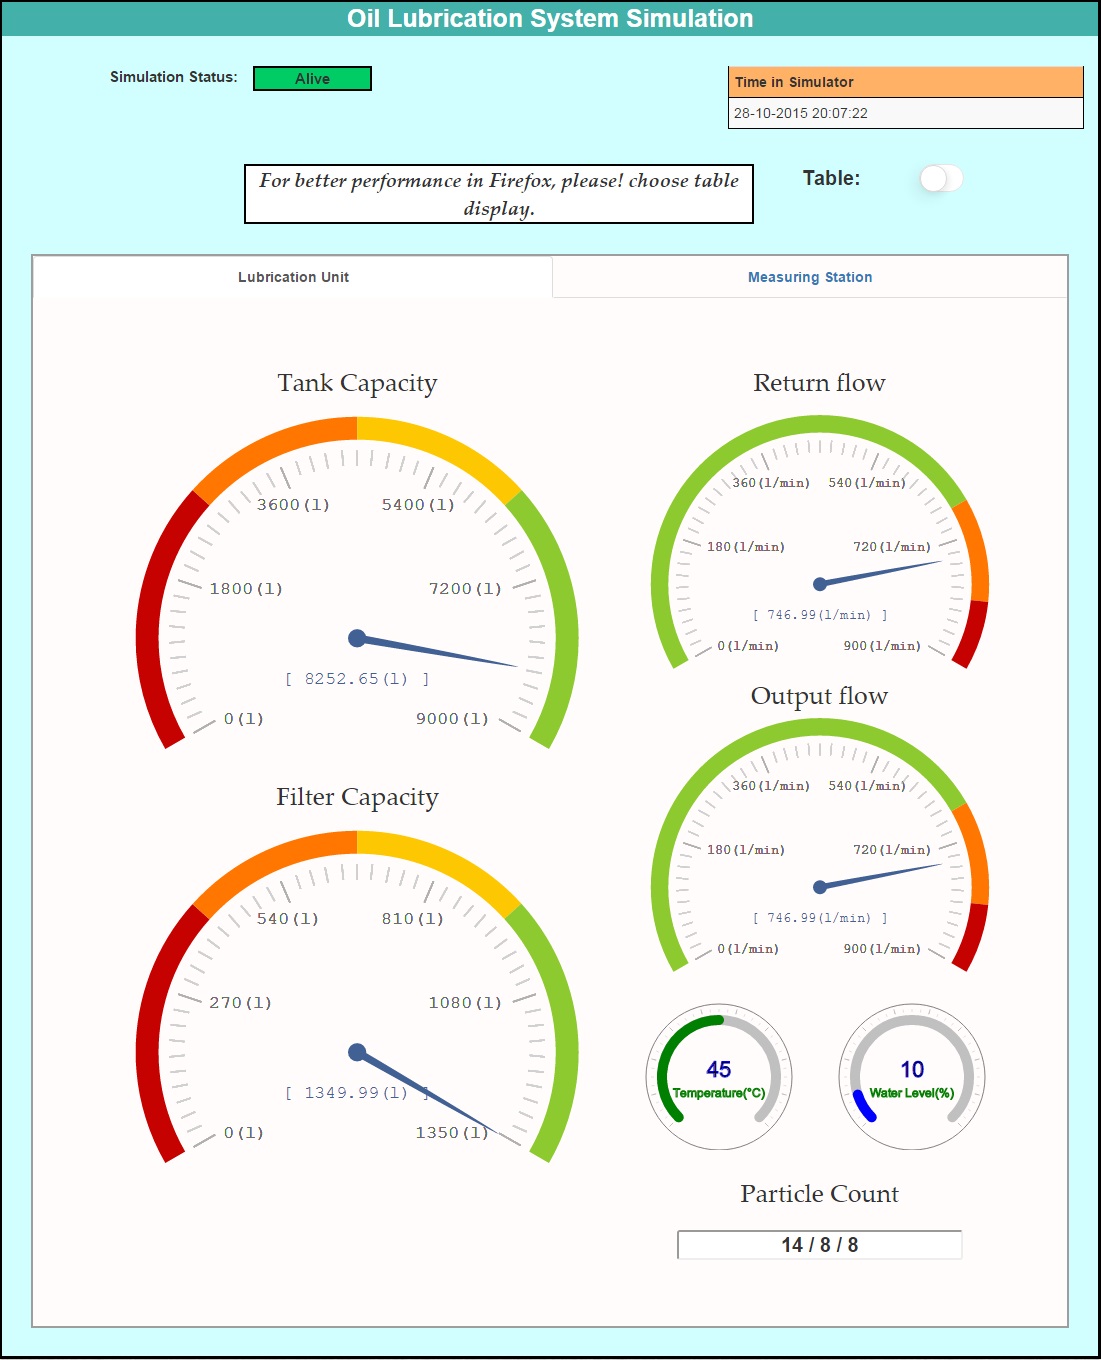 Oil Lubrication System Simulation
Simulation Status:
Alive
Time in Simulator
28-10-2015 20:07:22
For better performance in Firefox, please! choose table
display.
Table:
Lubrication Unit
Measuring Station
Tank Capacity
3600(l)
5400(l)
1800(l)
7200(l)
[ 8252.65(l) ]
0(l)
9000(l)
Return flow
360(l/min)
540(l/min)
180(l/min)
720(l/min)
[ 746.99(l/min) ]
0(l/min)
900(l/min)
Output flow
360(l/min)
540(l/min)
180(l/min)
720(l/min)
[ 746.99(l/min) ]
0(l/min)
900(l/min)
Filter Capacity
540(l)
810(l)
270(l)
1080(l)
[ 1349.99(l) ]
0(l)
1350(l)
45
Temperature(°C)
10
Water Level(%)
Particle Count
14 / 8 / 8